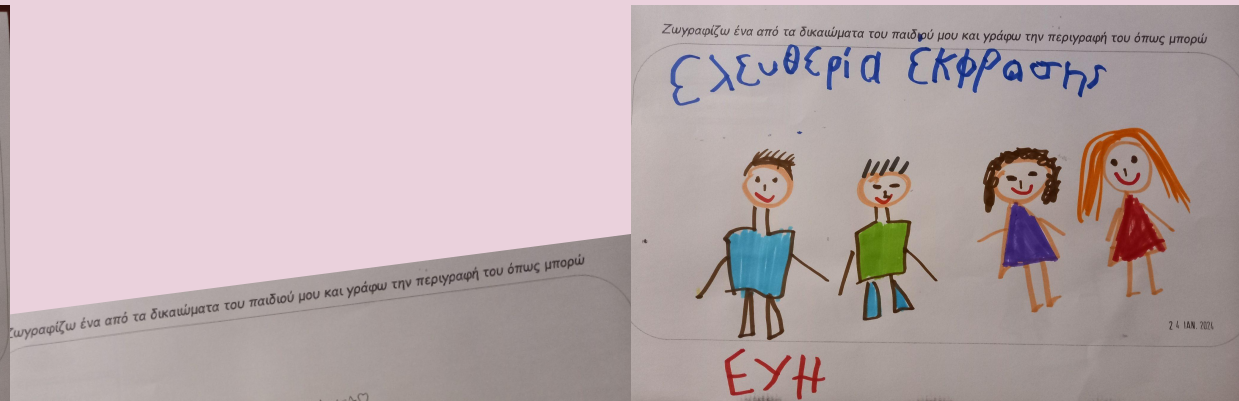 Ζωγραφίζω ένα από τα δικαιώματα του παιδιού μου και γράφω την περιγραφή του όπως μπορώ
Ζωγραφίζω ένα από τα δικαιώματα του παιδιού μου και γράφω την περιγραφή του όπως μπορώ
Ελευθερία έκφρασης
24 ΙΑΝ. 2024
ΕΥΗ